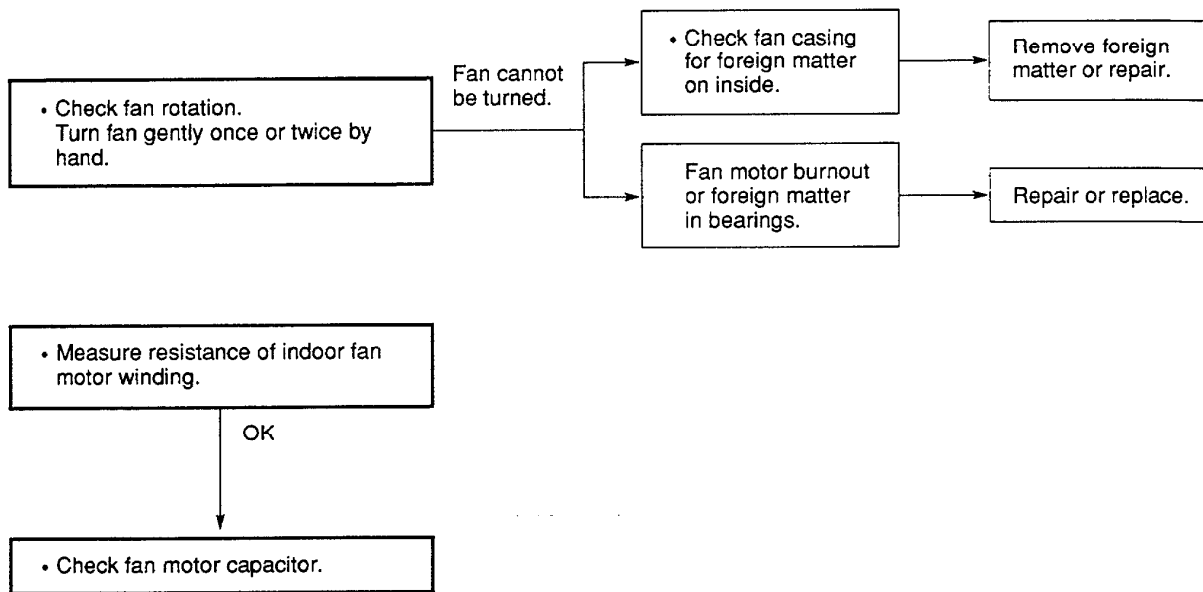 • Check fan rotation.
Turn fan gently once or twice by
hand.
Fan cannot
be turned.
• Check fan casing
for foreign matter
on inside.
Remove foreign
matter or repair.
Fan motor burnout
or foreign matter
in bearings.
Repair or replace.
• Measure resistance of indoor fan
motor winding.
OK
• Check fan motor capacitor.